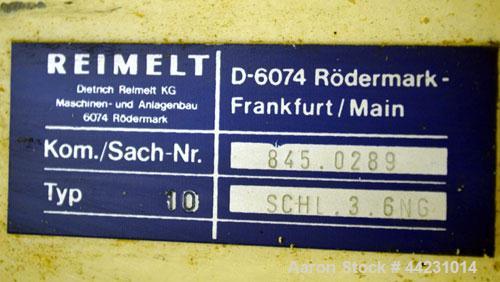 REIMELT
Dietrich Reimelt KG
Maschinen- und Anlagenbau
6074 Rödermark
D-6074 Rödermark-
Frankfurt/Main
Kom./Sach-Nr. 845.0289
Typ 10 SCHL.3.6NG
Aaron Stock # 44231014